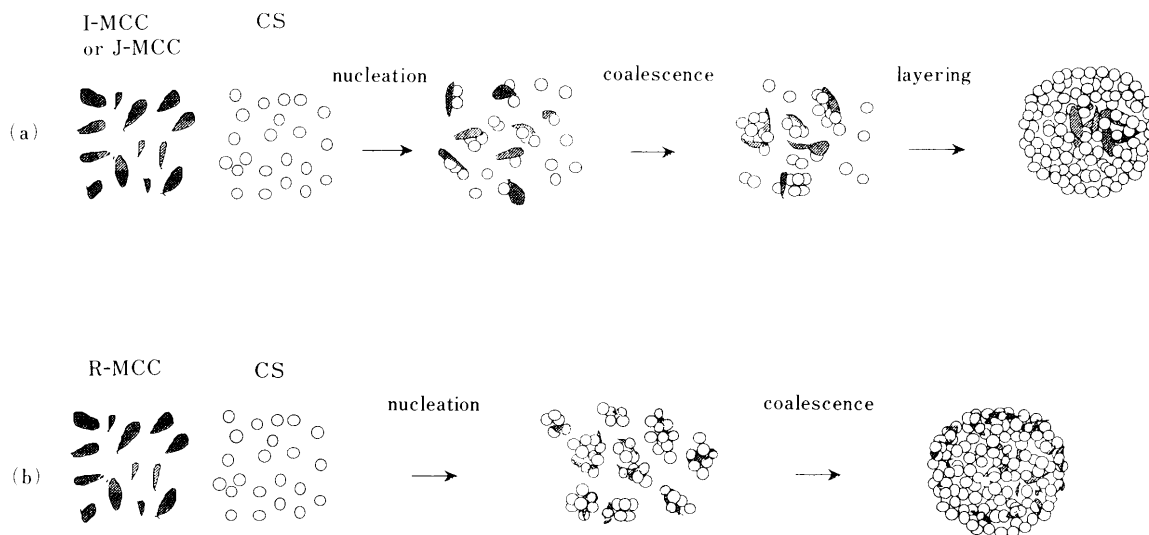 I-MCC
or J-MCC
CS
nucleation
coalescence
layering
(a)
R-MCC
CS
nucleation
coalescence
(b)